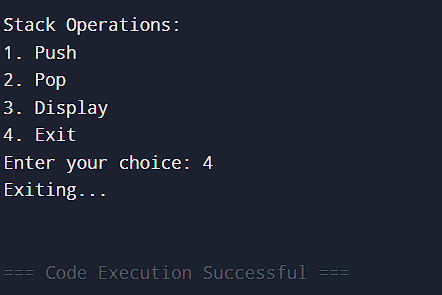 Stack Operations:
1. Push
2. Pop
3. Display
4. Exit
Enter your choice: 4
Exiting...
=== Code Execution Successful ===